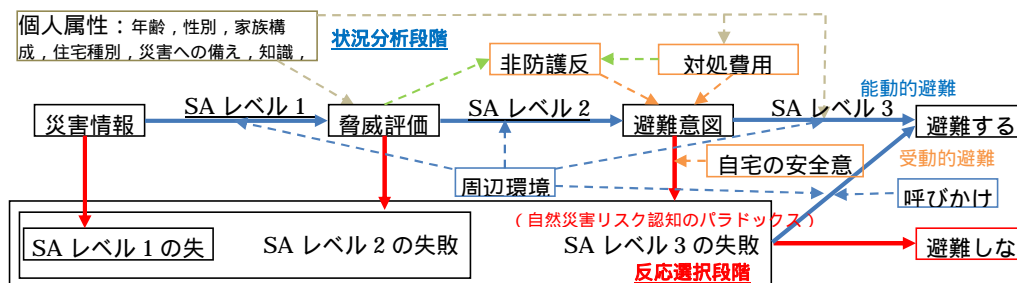 個人属性：年齢，性別，家族構
成，住宅種別，災害への備え，知識，
状況分析段階
非防護反
対処費用
能動的避難
災害情報
SA レベル 1
脅威評価
SA レベル 2
避難意図
SA レベル 3
避難する
自宅の安全意
受動的避難
周辺環境
呼びかけ
（自然災害リスク認知のパラドックス）
SA レベル 1 の失
SA レベル 2 の失敗
SA レベル 3 の失敗
避難しな
反応選択段階